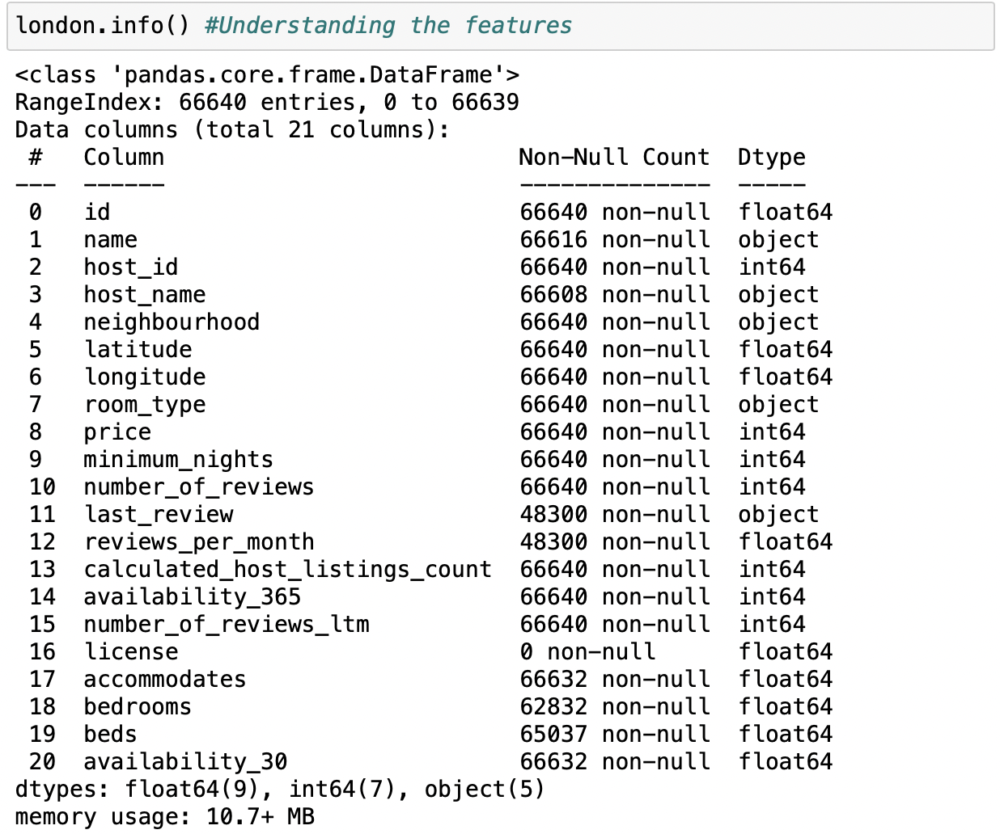 london.info() #Understanding the features
<class 'pandas.core.frame.DataFrame'>
RangeIndex: 66640 entries, 0 to 66639
Data columns (total 21 columns):
 #   Column                          Non-Null Count  Dtype
---  ------                          --------------  -----
 0   id                              66640 non-null  float64
 1   name                            66616 non-null  object
 2   host_id                         66640 non-null  int64
 3   host_name                       66608 non-null  object
 4   neighbourhood                   66640 non-null  object
 5   latitude                        66640 non-null  float64
 6   longitude                       66640 non-null  float64
 7   room_type                       66640 non-null  object
 8   price                           66640 non-null  int64
 9   minimum_nights                  66640 non-null  int64
 10  number_of_reviews               66640 non-null  int64
 11  last_review                     48300 non-null  object
 12  reviews_per_month               48300 non-null  float64
 13  calculated_host_listings_count  66640 non-null  int64
 14  availability_365                66640 non-null  int64
 15  number_of_reviews_ltm           66640 non-null  int64
 16  license                         0 non-null      float64
 17  accommodates                    66632 non-null  float64
 18  bedrooms                        62832 non-null  float64
 19  beds                            65037 non-null  float64
 20  availability_30                 66632 non-null  float64
dtypes: float64(9), int64(7), object(5)
memory usage: 10.7+ MB